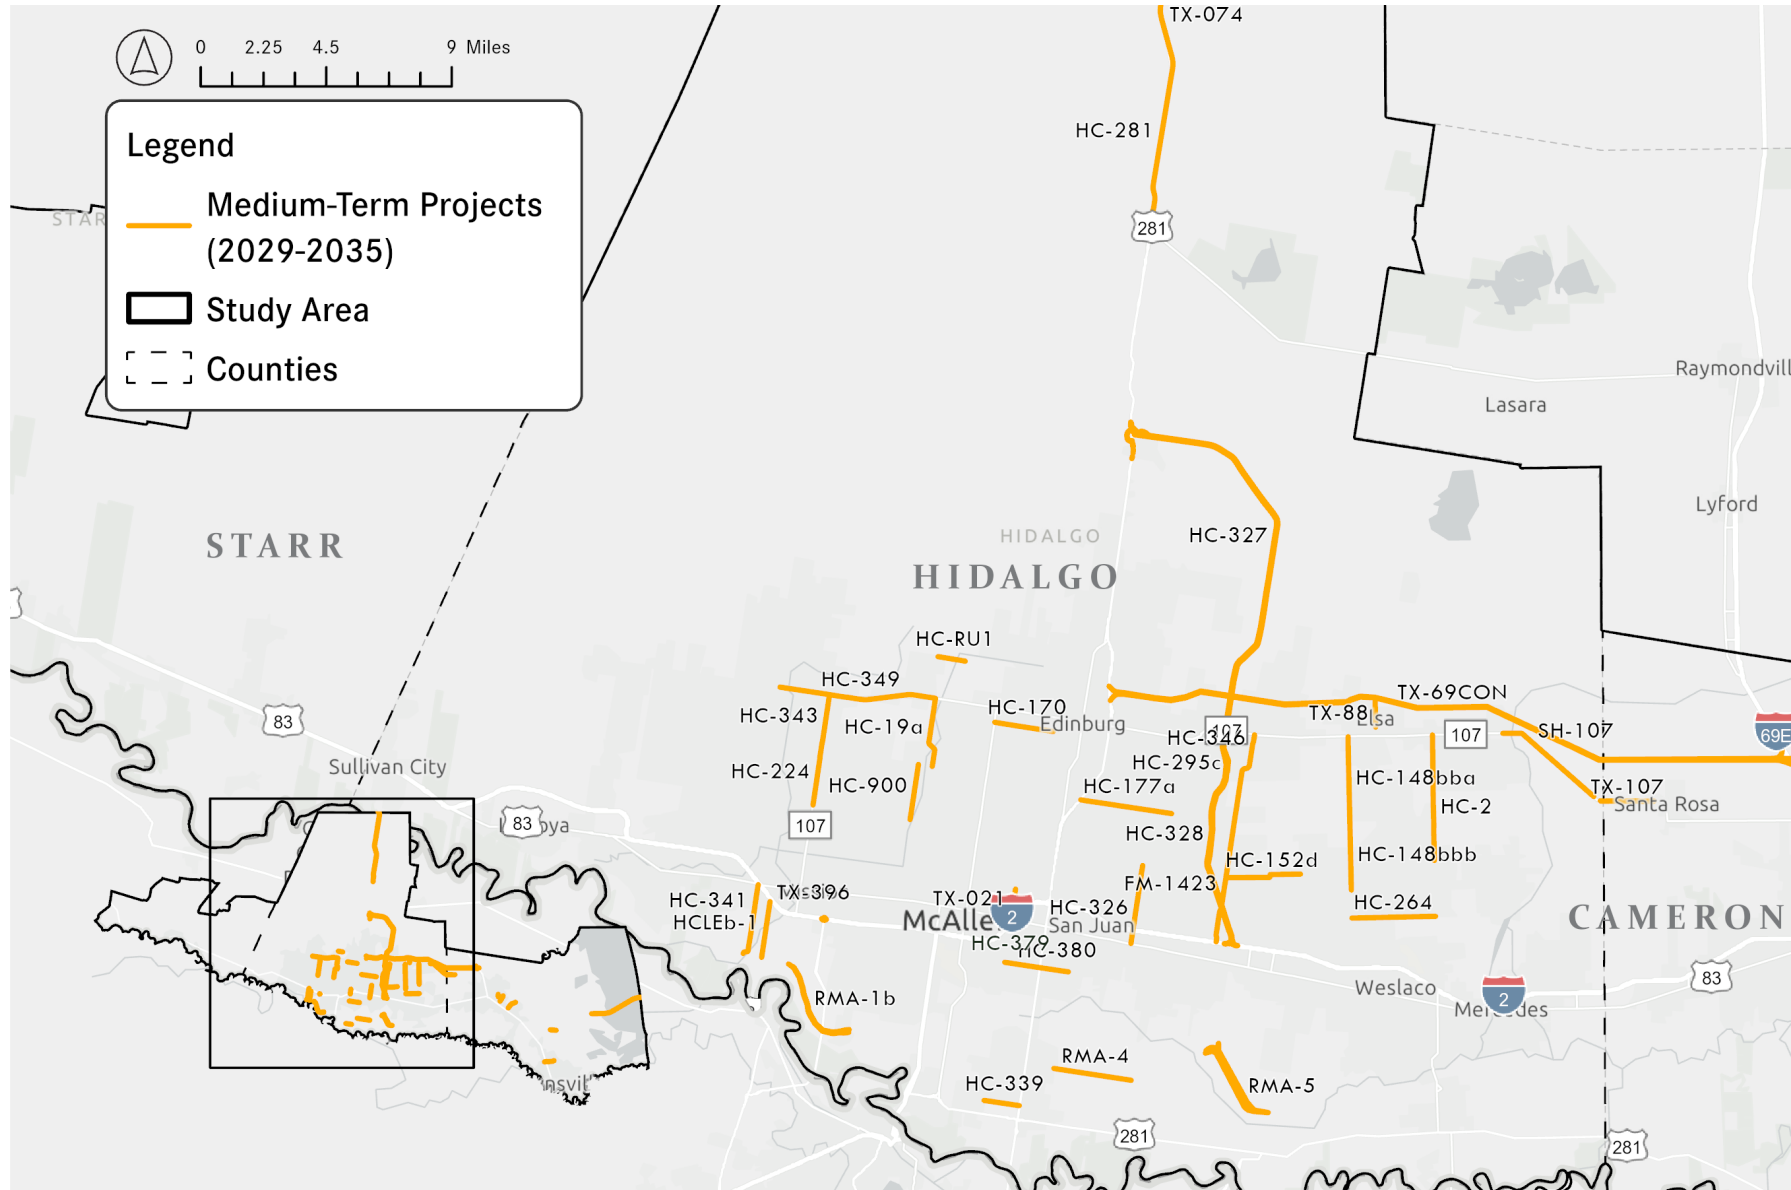 TX-074
0 2.25 4.5 9 Miles
HC-281
Legend
Medium-Term Projects
(2029-2035)
Study Area
Counties
281
Lasara
Lyford
HC-327
HIDALGO
HIDALGO
STARR
HC-RU1
HC-349
TX-69CON
HC-343
HC-19a
HC-170
Edinburg
TX-88
Elsa
107
107
SH-107
69E
83
HC-346
HC-295c
Sullivan City
HC-224
HC-900
HC-177a
HC-148bba
TX-107
HC-2
Santa Rosa
83
107
HC-328
HC-148bbb
HC-152d
FM-1423
HC-341
TX-396
TX-021
HC-326
HC-264
HCLEb-1
2
San Juan
CAMERON
HC-379
HC-380
83
Weslaco
2
RMA-1b
RMA-4
HC-339
RMA-5
281
281